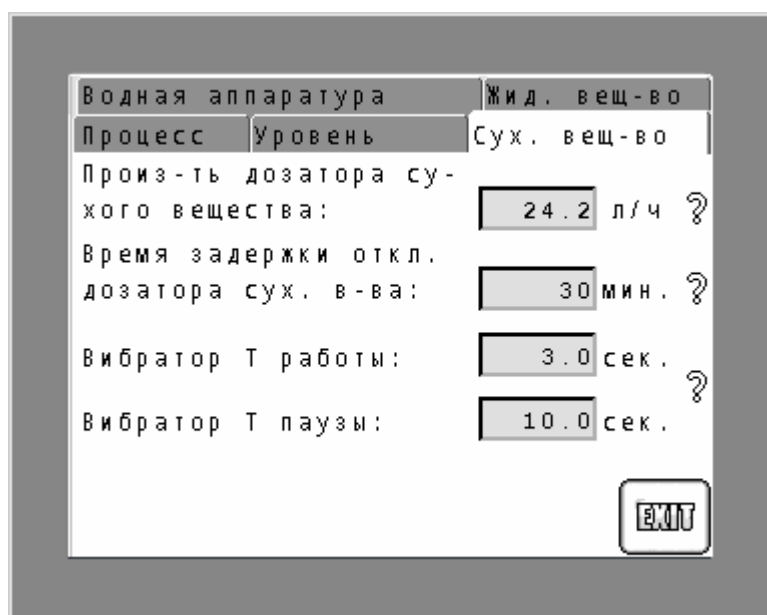 Водная аппаратура Жид. вещ-во
Процесс Уровень Сух. вещ-во
Произ-ть дозатора су-
хого вещества: 24.2 л/ч ?
Время задержки откл.
дозатора сух. в-ва: 30 мин. ?
Вибратор Т работы: 3.0 сек.
?
Вибратор Т паузы: 10.0 сек.
EXIT